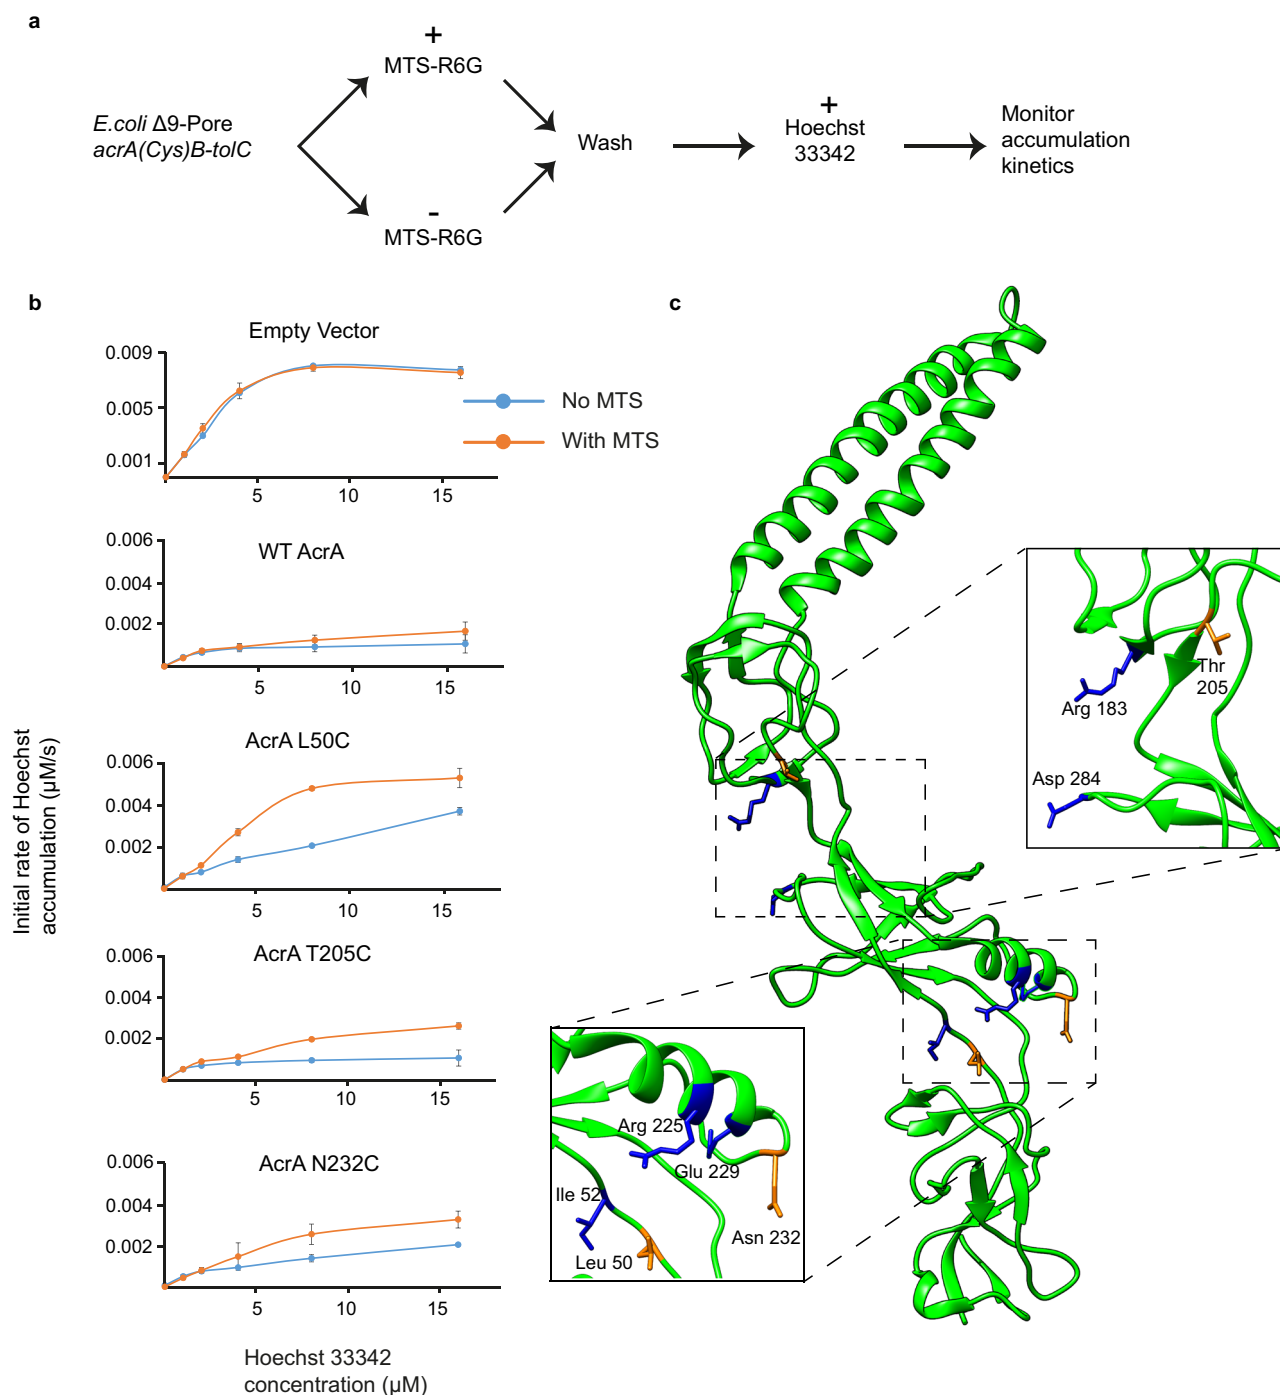 a
E.coli Δ9-Pore
acrA(Cys)B-tolC
+
MTS-R6G
-
MTS-R6G
Wash
+
Hoechst
33342
Monitor
accumulation
kinetics
b
Empty Vector
0.009
0.005
0.001
5
10
15
No MTS
With MTS
WT AcrA
0.006
0.004
0.002
5
10
15
AcrA L50C
0.006
0.004
0.002
5
10
15
AcrA T205C
0.006
0.004
0.002
5
10
15
AcrA N232C
0.006
0.004
0.002
5
10
15
Initial rate of Hoechst
accumulation (µM/s)
Hoechst 33342
concentration (µM)
c
Thr
205
Arg 183
Asp 284
Arg 225
Glu 229
Ile 52
Asn 232
Leu 50